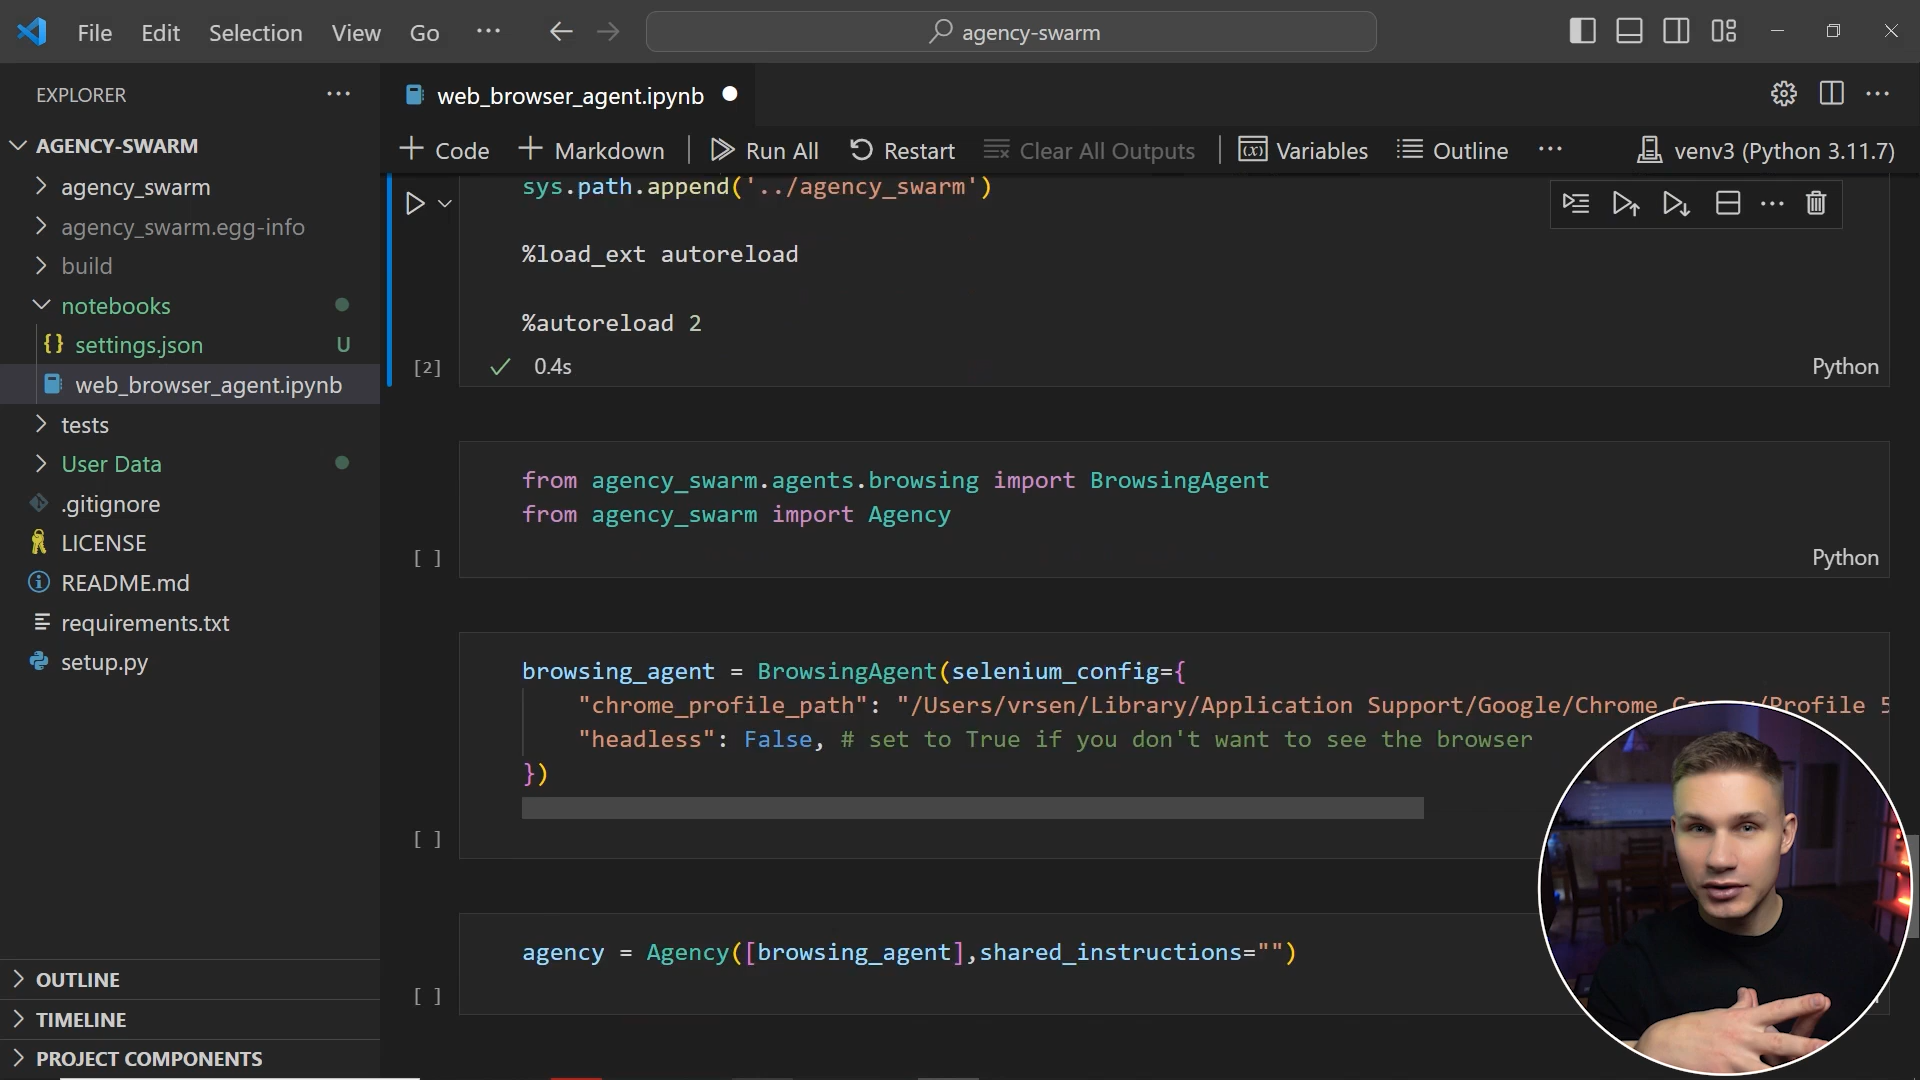 File Edit Selection View Go ··· agency-swarm
EXPLORER ···
AGENCY-SWARM
agency_swarm
agency_swarm.egg-info
build
notebooks
{} settings.json U
web_browser_agent.ipynb
tests
User Data
.gitignore
LICENSE
README.md
requirements.txt
setup.py
OUTLINE
TIMELINE
PROJECT COMPONENTS
web_browser_agent.ipynb
+ Code + Markdown Run All Restart Clear All Outputs Variables Outline ··· venv3 (Python 3.11.7)
sys.path.append('../agency_swarm')
%load_ext autoreload
%autoreload 2
[2] 0.4s Python
from agency_swarm.agents.browsing import BrowsingAgent
from agency_swarm import Agency
[ ] Python
browsing_agent = BrowsingAgent(selenium_config={
"chrome_profile_path": "/Users/vrsen/Library/Application Support/Google/Chrome /Profile 5
"headless": False, # set to True if you don't want to see the browser
})
[ ]
agency = Agency([browsing_agent],shared_instructions="")
[ ]